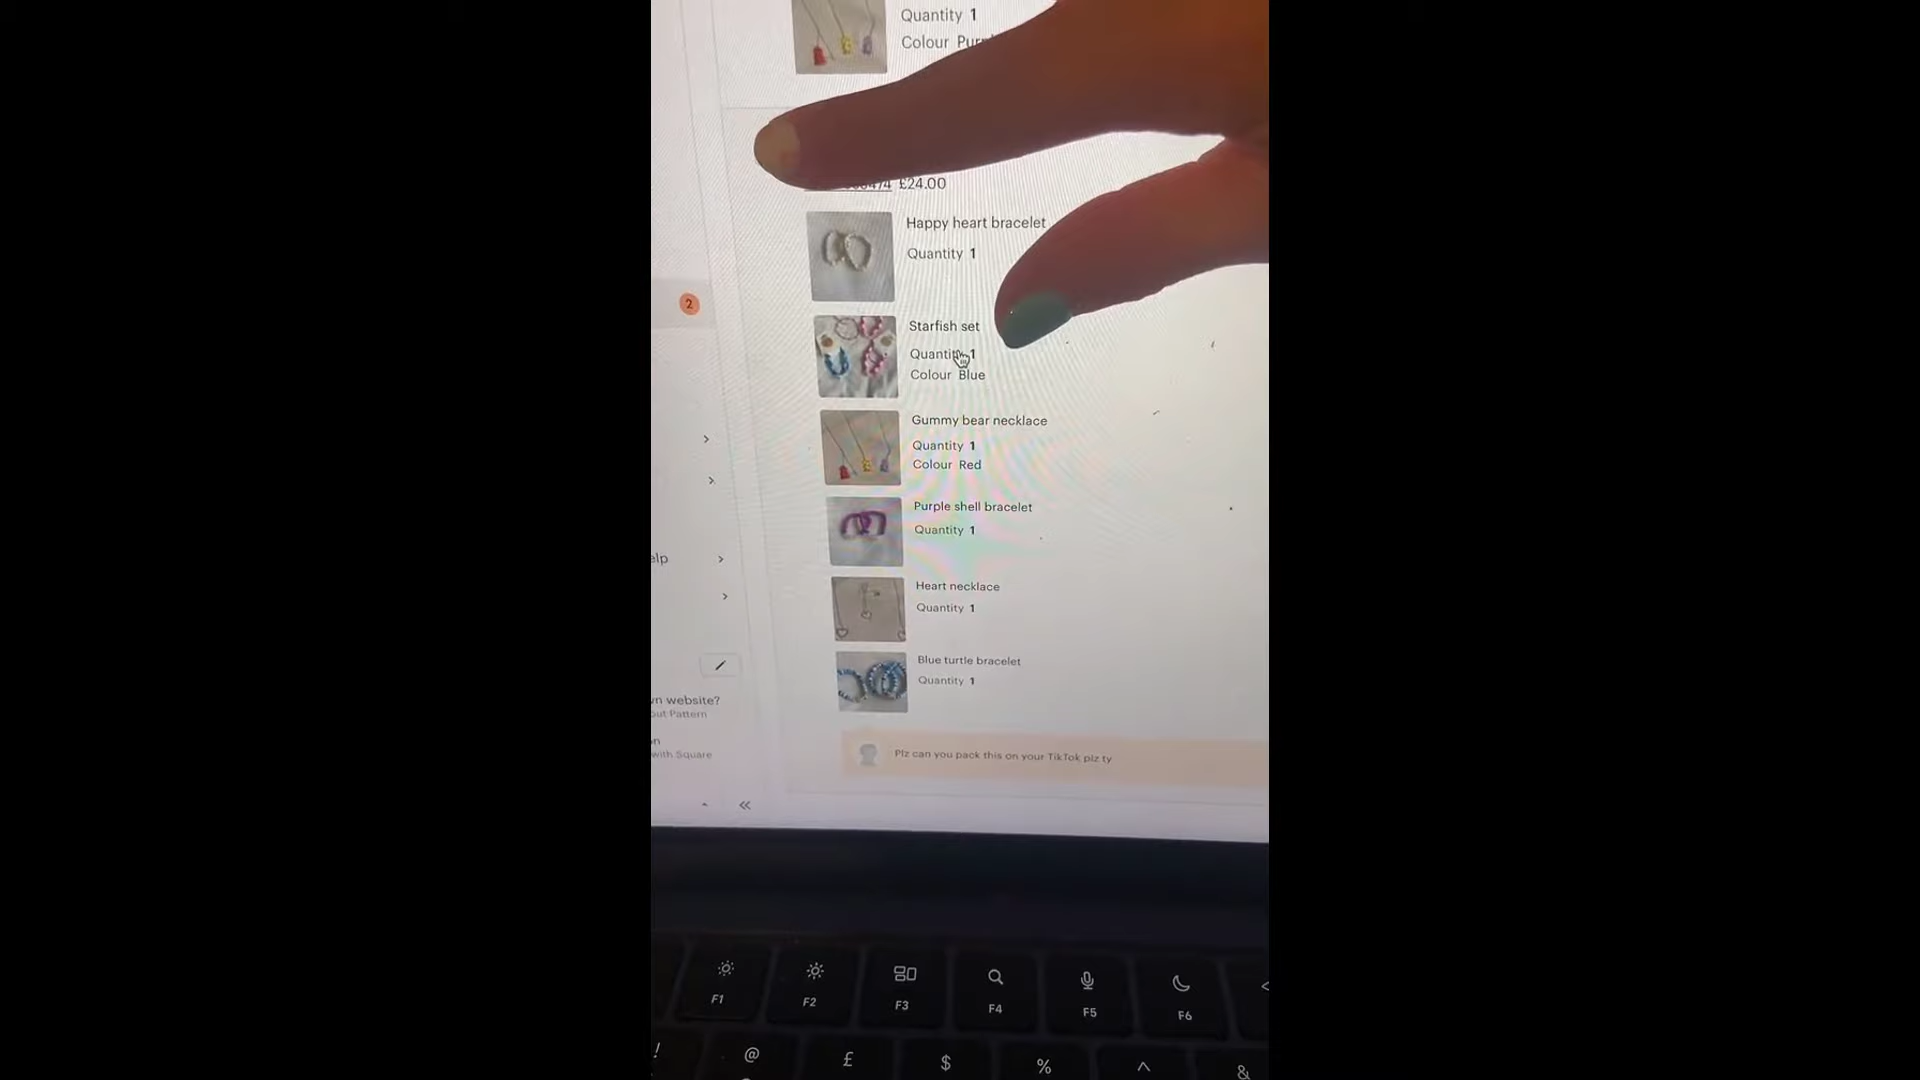 Quantity 1
Colour
£24.00
Happy heart bracelet
Quantity 1
2
Starfish set
Quantity 1
Colour Blue
Gummy bear necklace
Quantity 1
Colour Red
Purple shell bracelet
Quantity 1
Heart necklace
Quantity 1
Blue turtle bracelet
Quantity 1
website?
Pattern
with Square
Plz can you pack this on your TikTok plz ty
F1 F2 F3 F4 F5 F6
! @ £ $ % ^ &